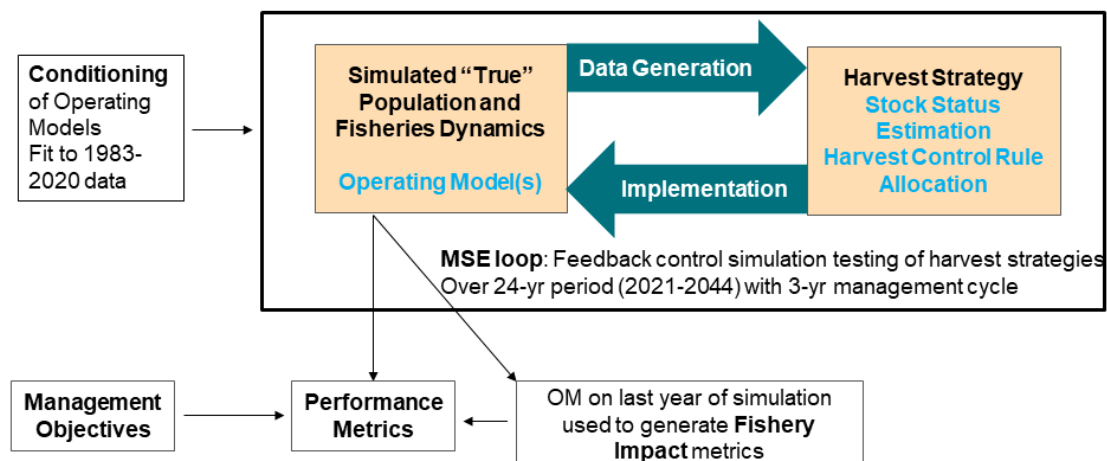 Conditioning
of Operating
Models
Fit to 1983-
2020 data
Simulated “True”
Population and
Fisheries Dynamics
Operating Model(s)
Data Generation
Implementation
Harvest Strategy
Stock Status
Estimation
Harvest Control Rule
Allocation
MSE loop: Feedback control simulation testing of harvest strategies
Over 24-yr period (2021-2044) with 3-yr management cycle
Management
Objectives
Performance
Metrics
OM on last year of simulation
used to generate Fishery
Impact metrics